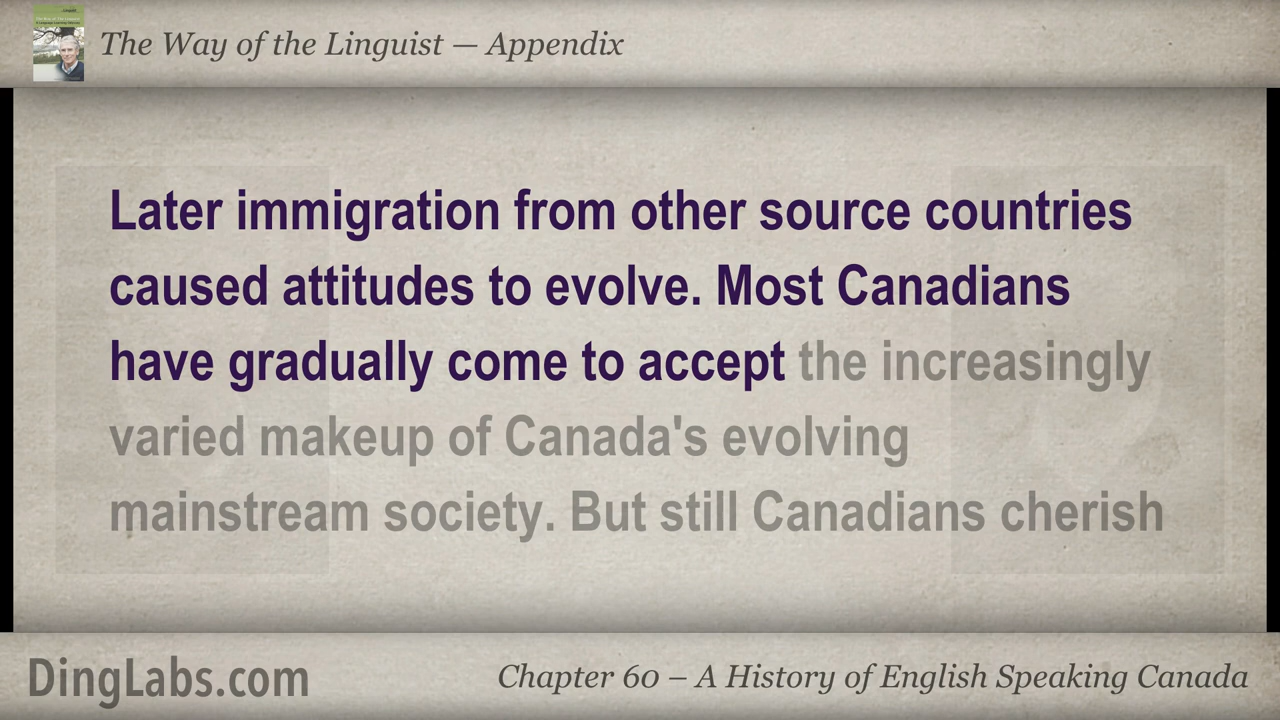 The Way of the Linguist — Appendix
Later immigration from other source countries
caused attitudes to evolve. Most Canadians
have gradually come to accept the increasingly
varied makeup of Canada's evolving
mainstream society. But still Canadians cherish
DingLabs.com
Chapter 60 – A History of English Speaking Canada